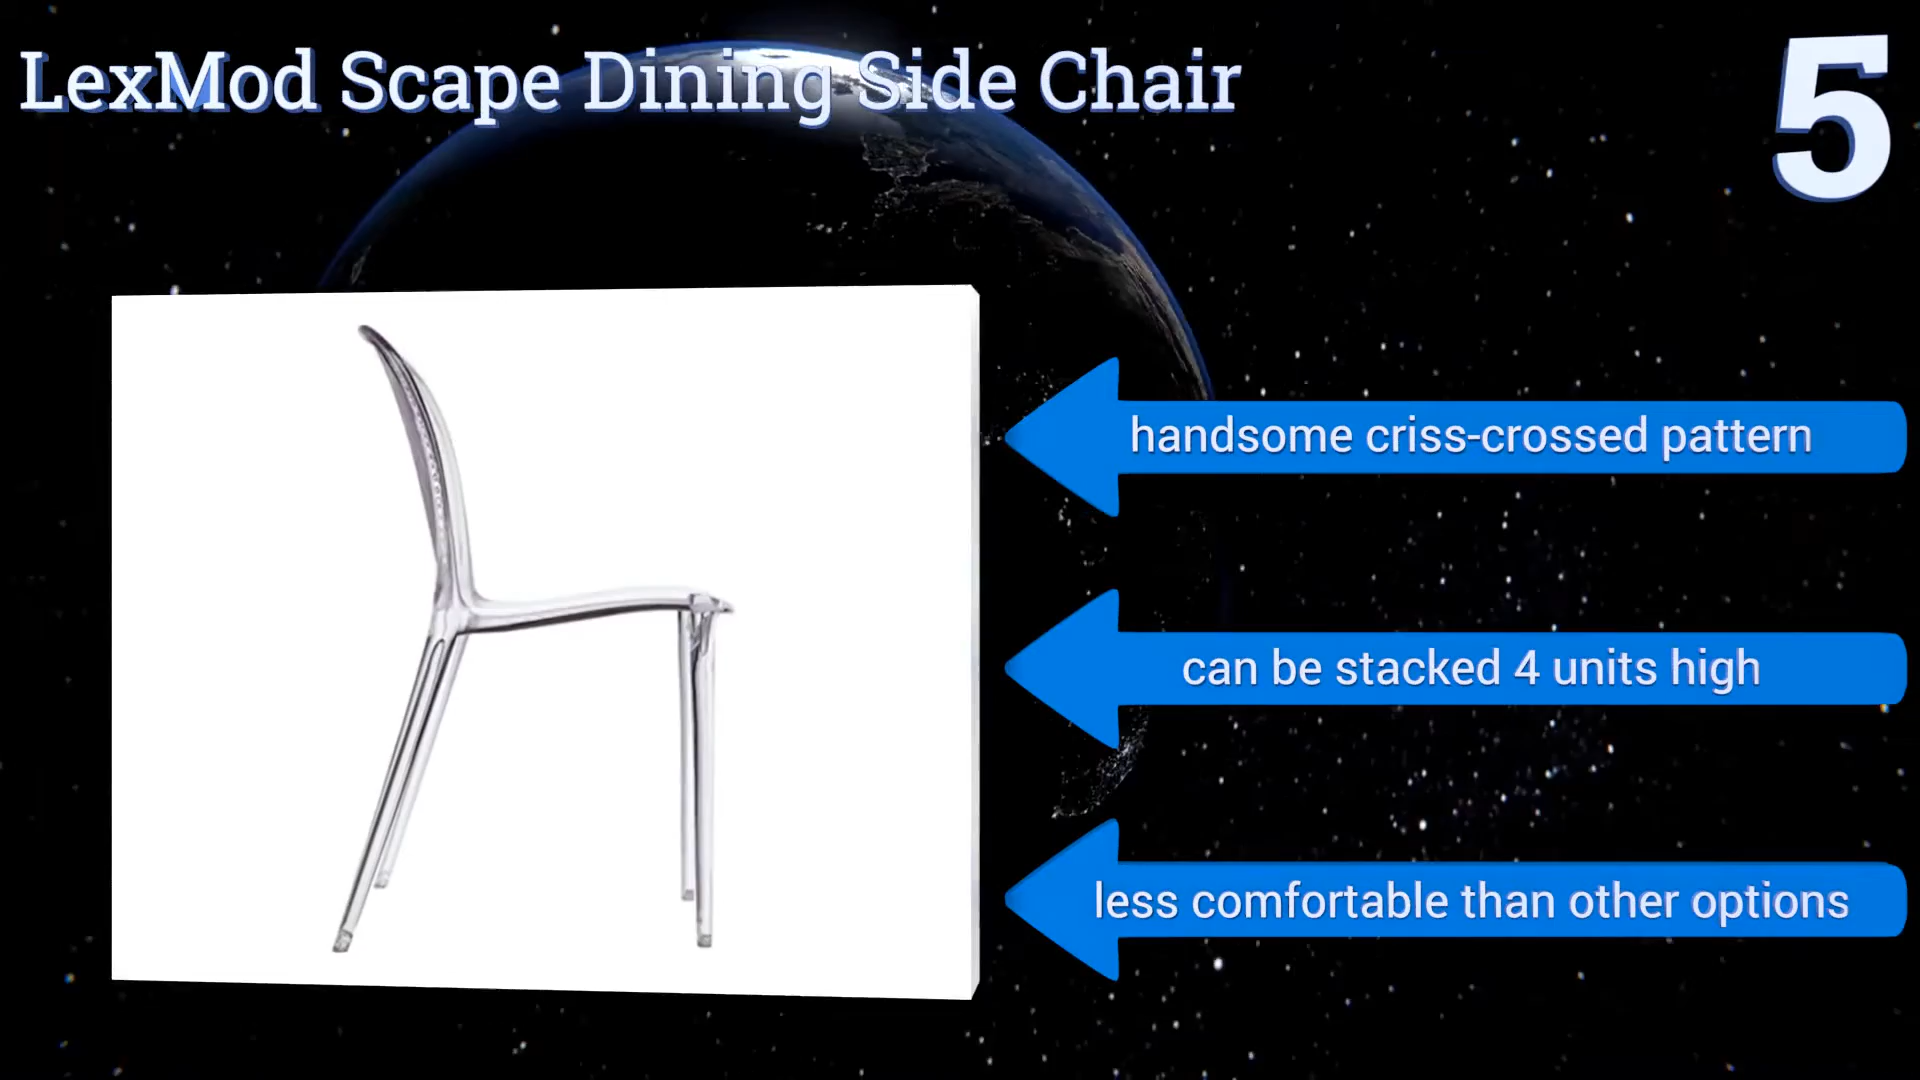 LexMod Scape Dining Side Chair
5
handsome criss-crossed pattern
can be stacked 4 units high
less comfortable than other options